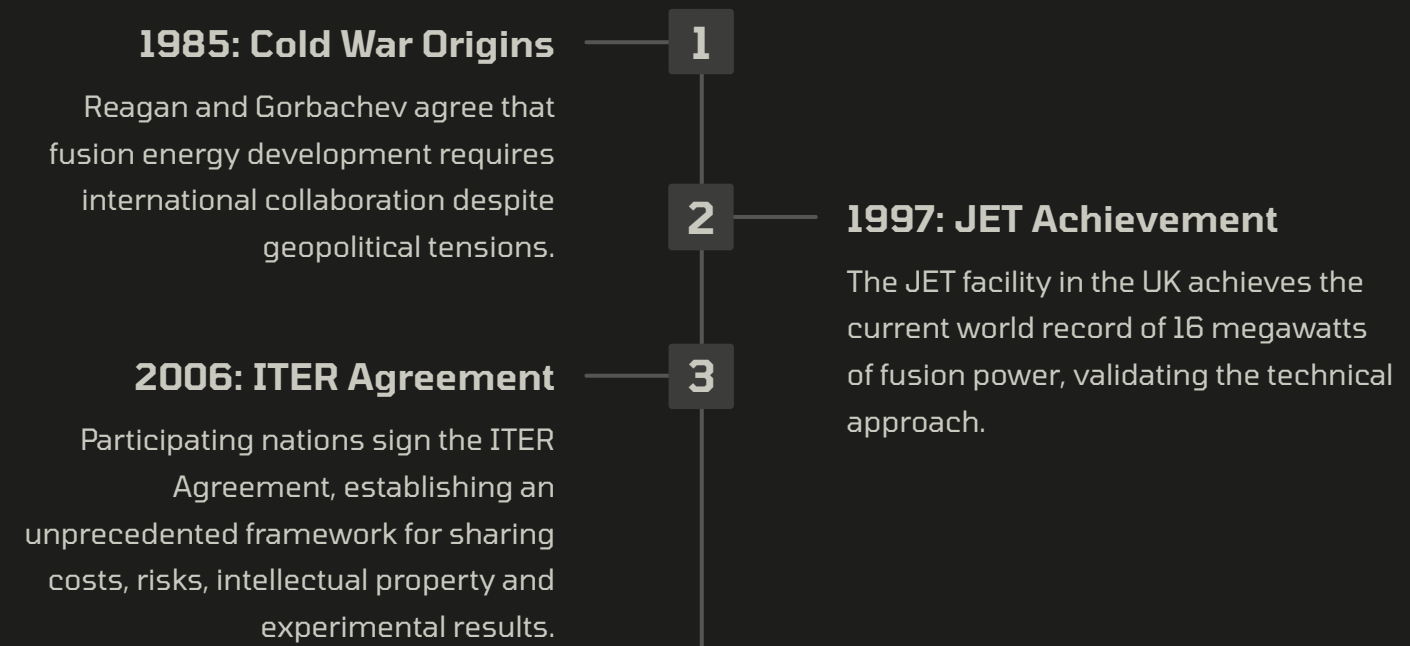 1985: Cold War Origins
1
Reagan and Gorbachev agree that
fusion energy development requires
international collaboration despite
geopolitical tensions.
2
1997: JET Achievement
The JET facility in the UK achieves the
current world record of 16 megawatts
of fusion power, validating the technical
approach.
2006: ITER Agreement
3
Participating nations sign the ITER
Agreement, establishing an
unprecedented framework for sharing
costs, risks, intellectual property and
experimental results.